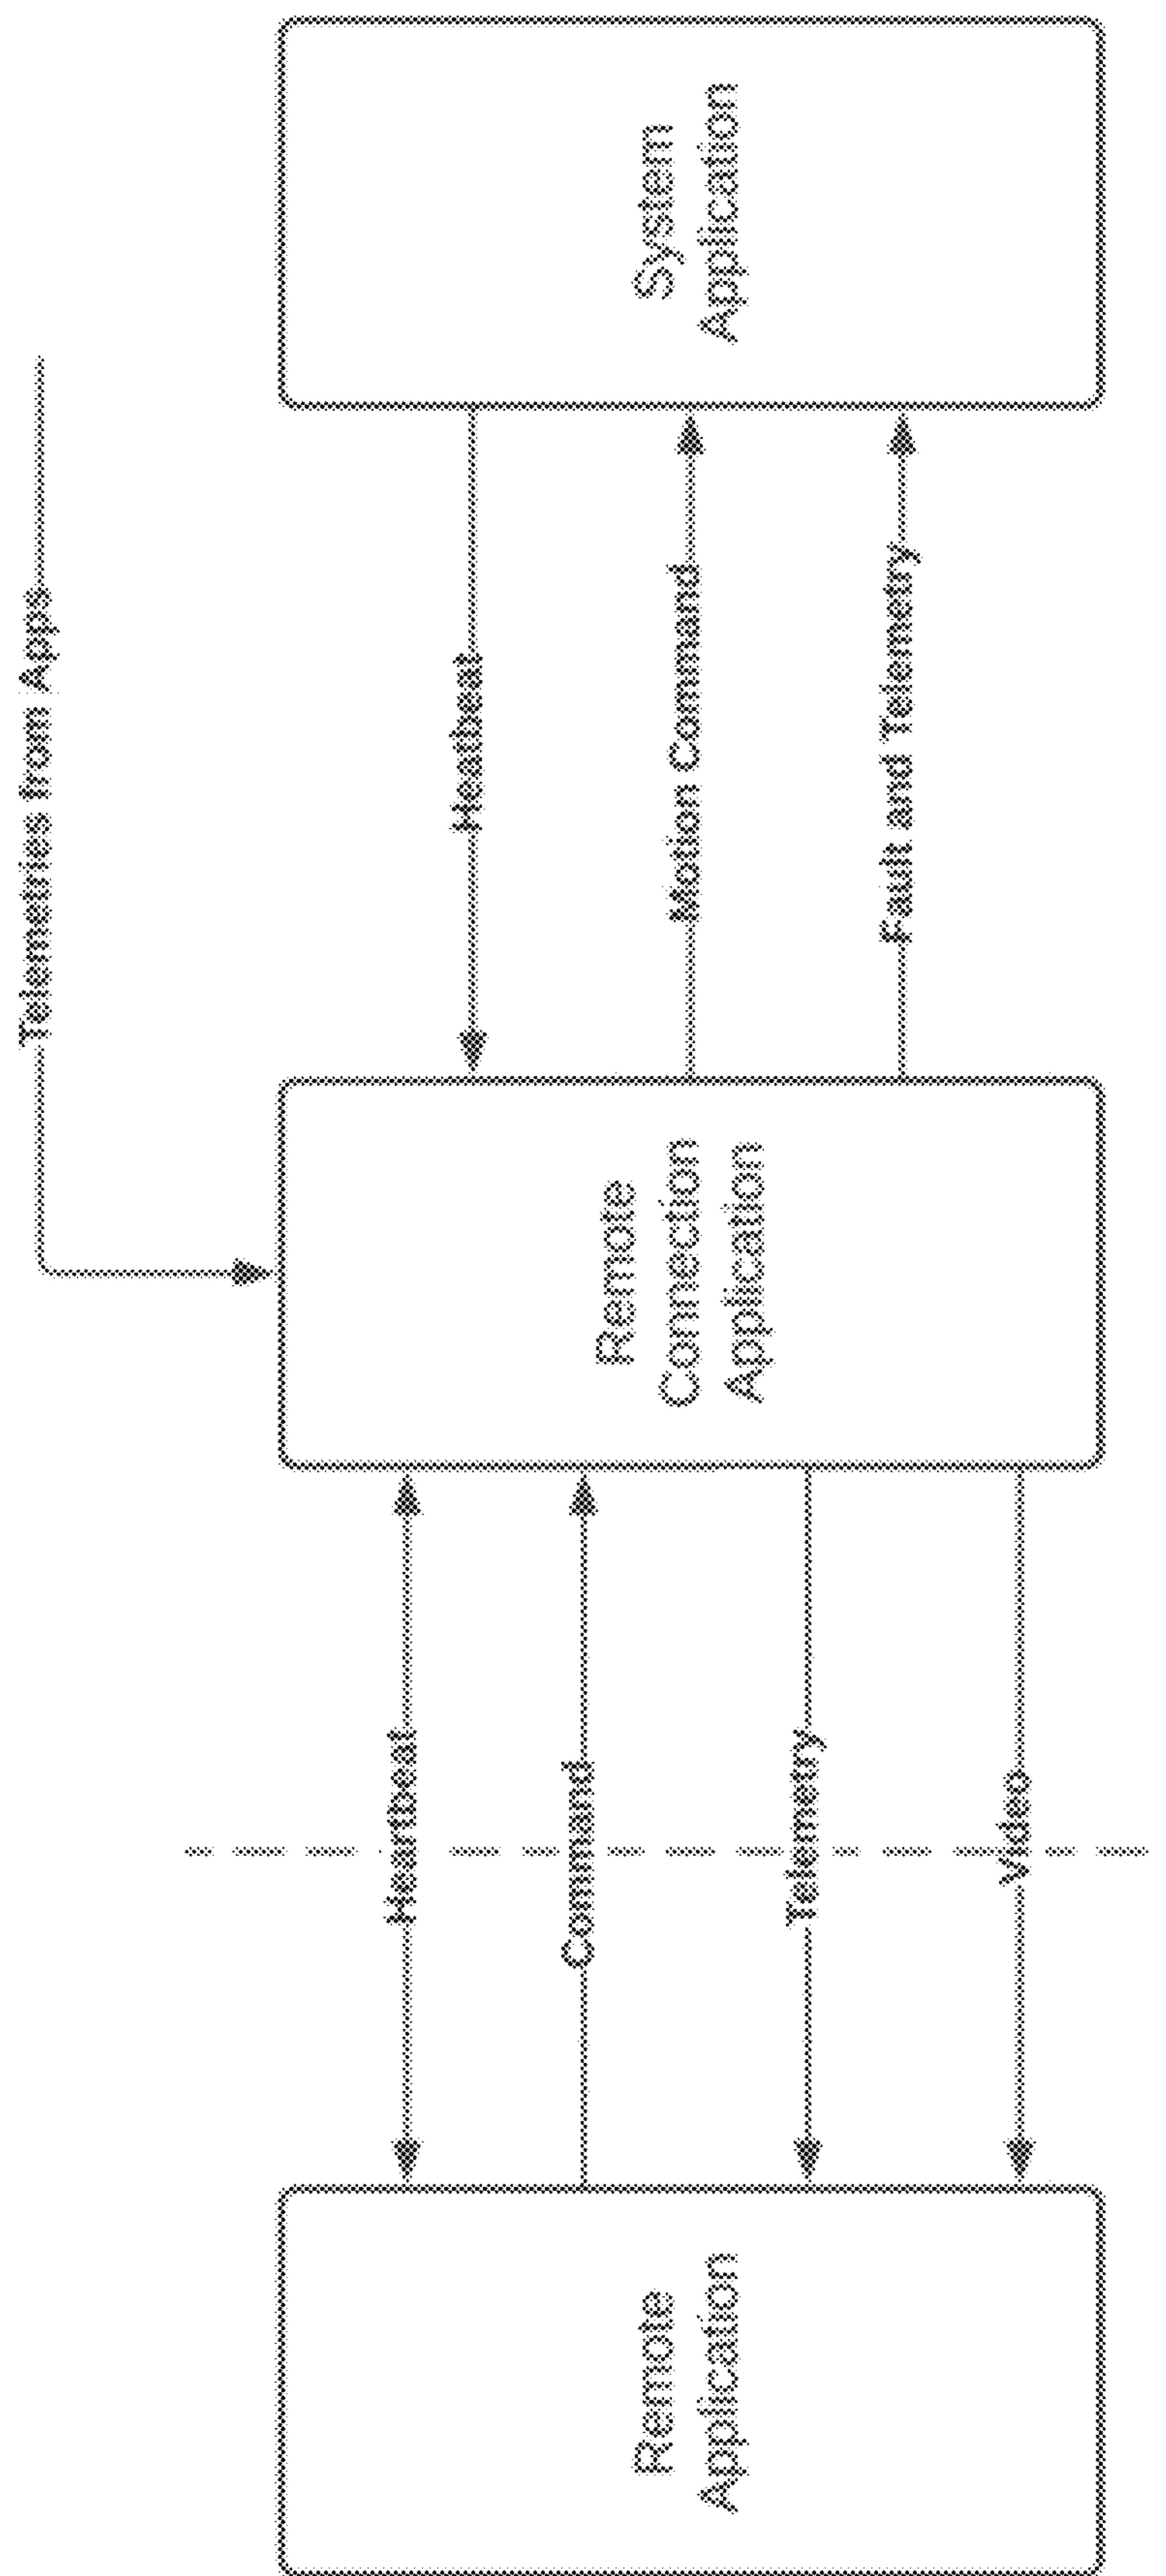 Telemetries from Apps
Remote
Application
Heartbeat
Command
Telemetry
Video
Remote
Connection
Application
Heatbeat
Motion Command
Fault and Telemetry
System
Application